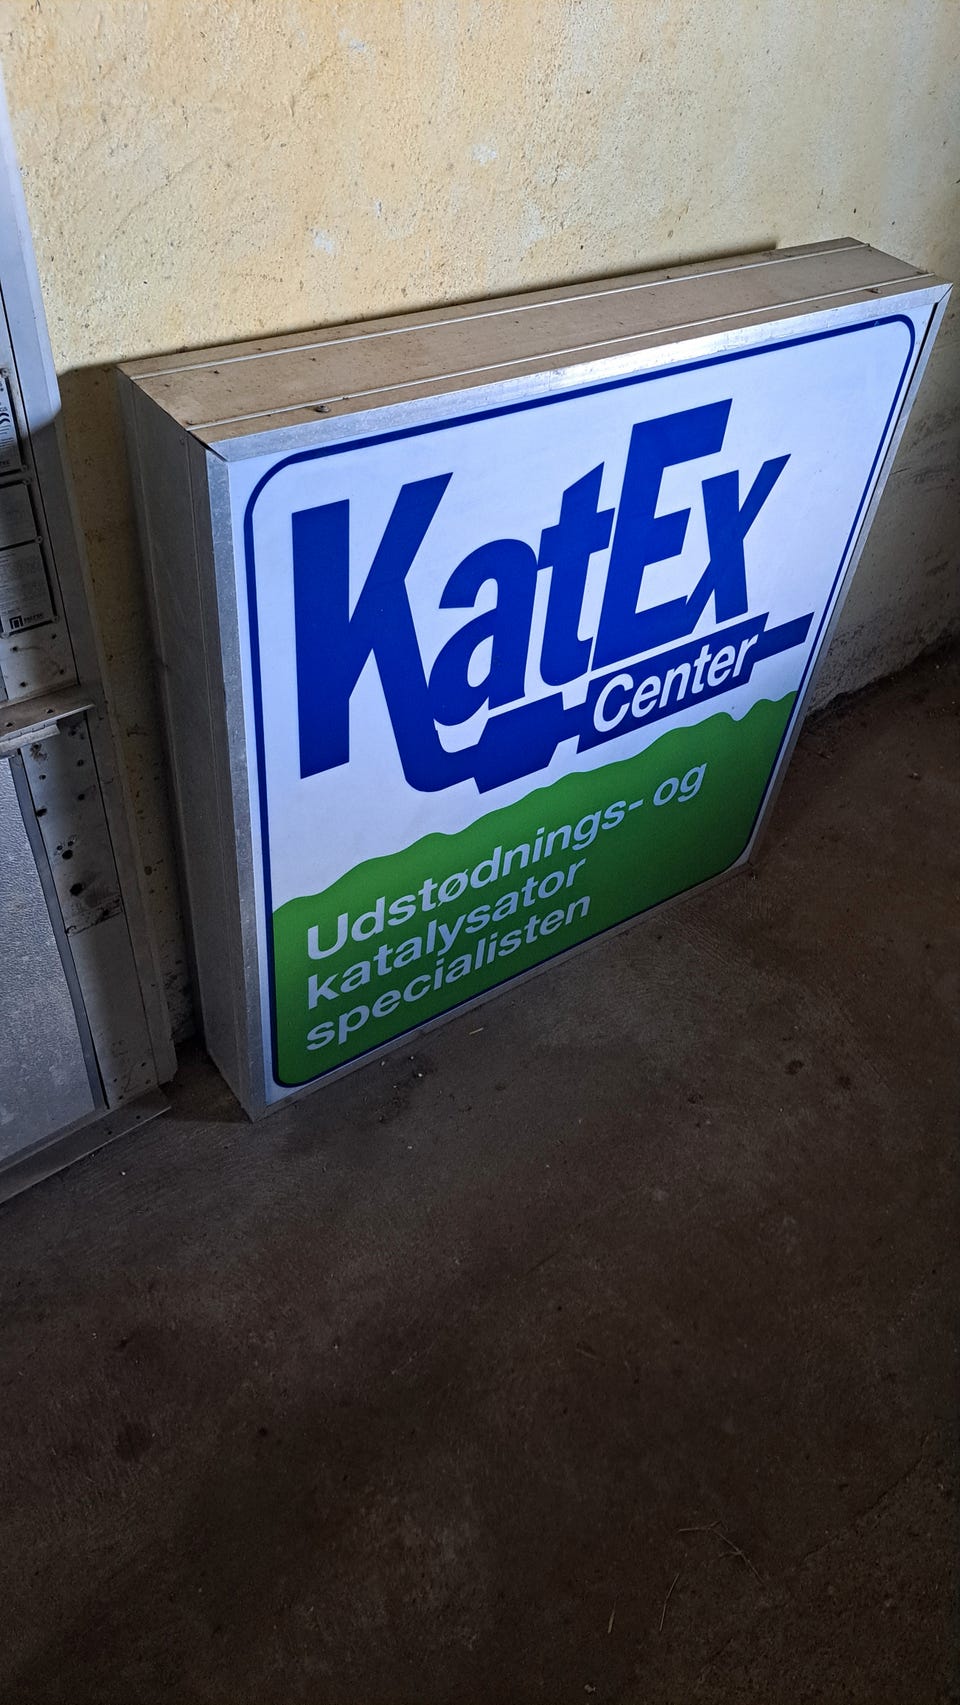 KatEx
Center
Udstødnings- og
katalysator
specialisten